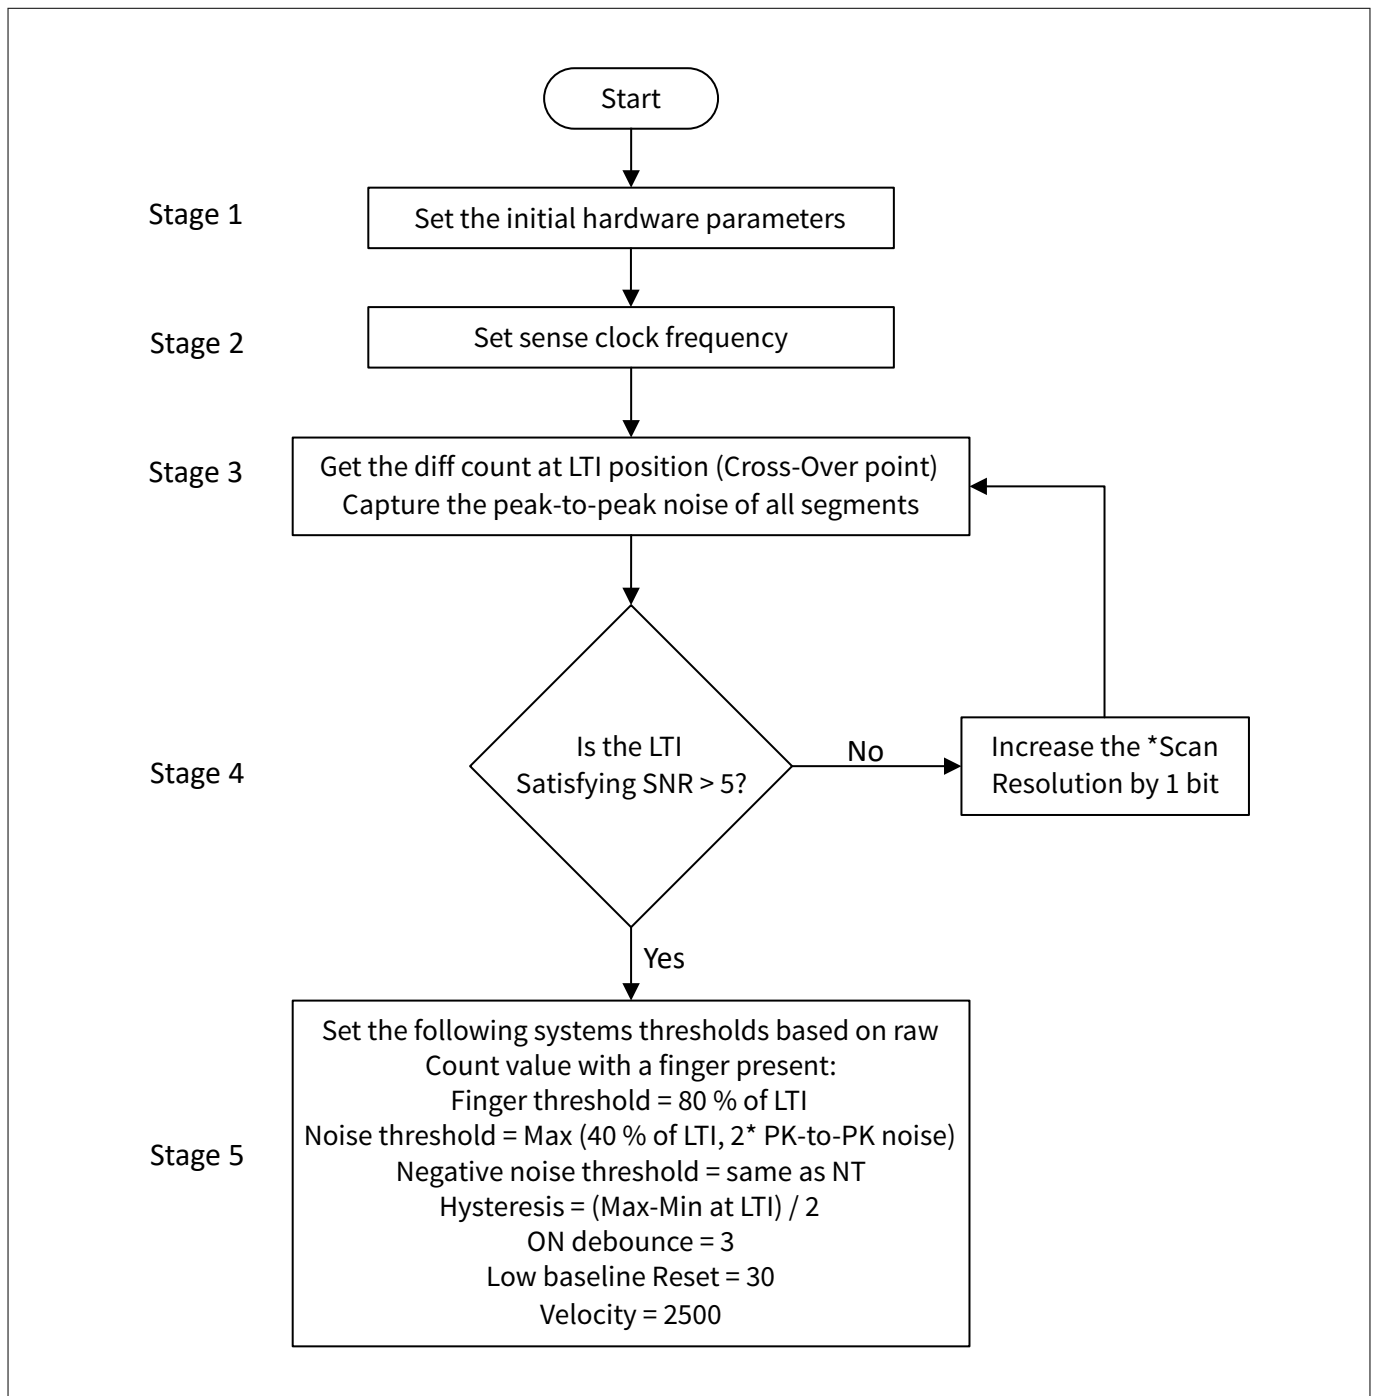 Start
Stage 1
Set the initial hardware parameters
Stage 2
Set sense clock frequency
Stage 3
Get the diff count at LTI position (Cross-Over point)
Capture the peak-to-peak noise of all segments
Stage 4
Is the LTI
Satisfying SNR > 5?
No
Increase the *Scan
Resolution by 1 bit
Yes
Stage 5
Set the following systems thresholds based on raw
Count value with a finger present:
Finger threshold = 80 % of LTI
Noise threshold = Max (40 % of LTI, 2* PK-to-PK noise)
Negative noise threshold = same as NT
Hysteresis = (Max-Min at LTI) / 2
ON debounce = 3
Low baseline Reset = 30
Velocity = 2500